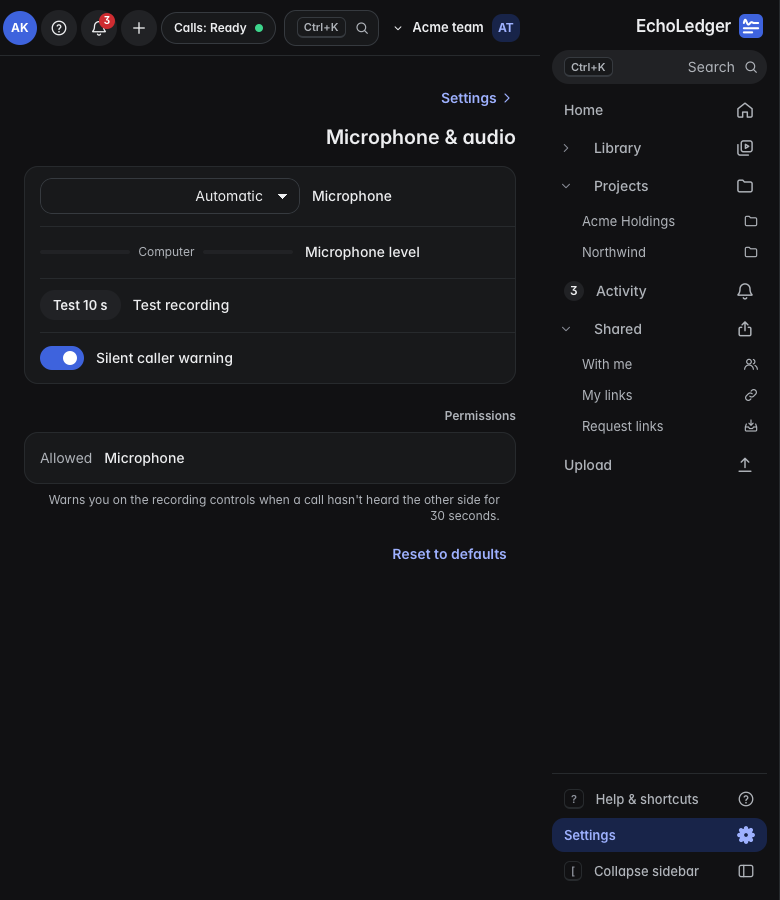 AK
3
Calls: Ready
Ctrl+K
Acme team
AT
EchoLedger
Ctrl+K
Search
Home
Library
Projects
Acme Holdings
Northwind
3
Activity
Shared
With me
My links
Request links
Upload
? Help & shortcuts
Settings
[ Collapse sidebar
Settings
Microphone & audio
Automatic
Microphone
Computer
Microphone level
Test 10 s
Test recording
Silent caller warning
Permissions
Allowed
Microphone
Warns you on the recording controls when a call hasn't heard the other side for
30 seconds.
Reset to defaults